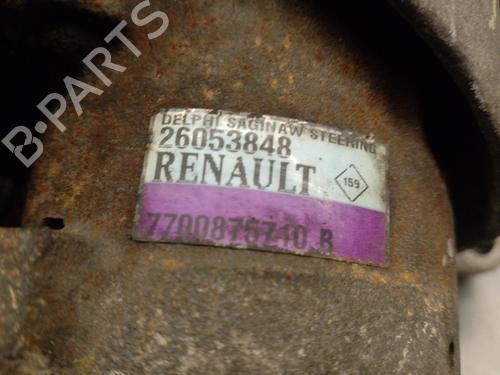 DELPHI SAGINAW STEERING
26053848
RENAULT
159
7700875710 B
B-PARTS